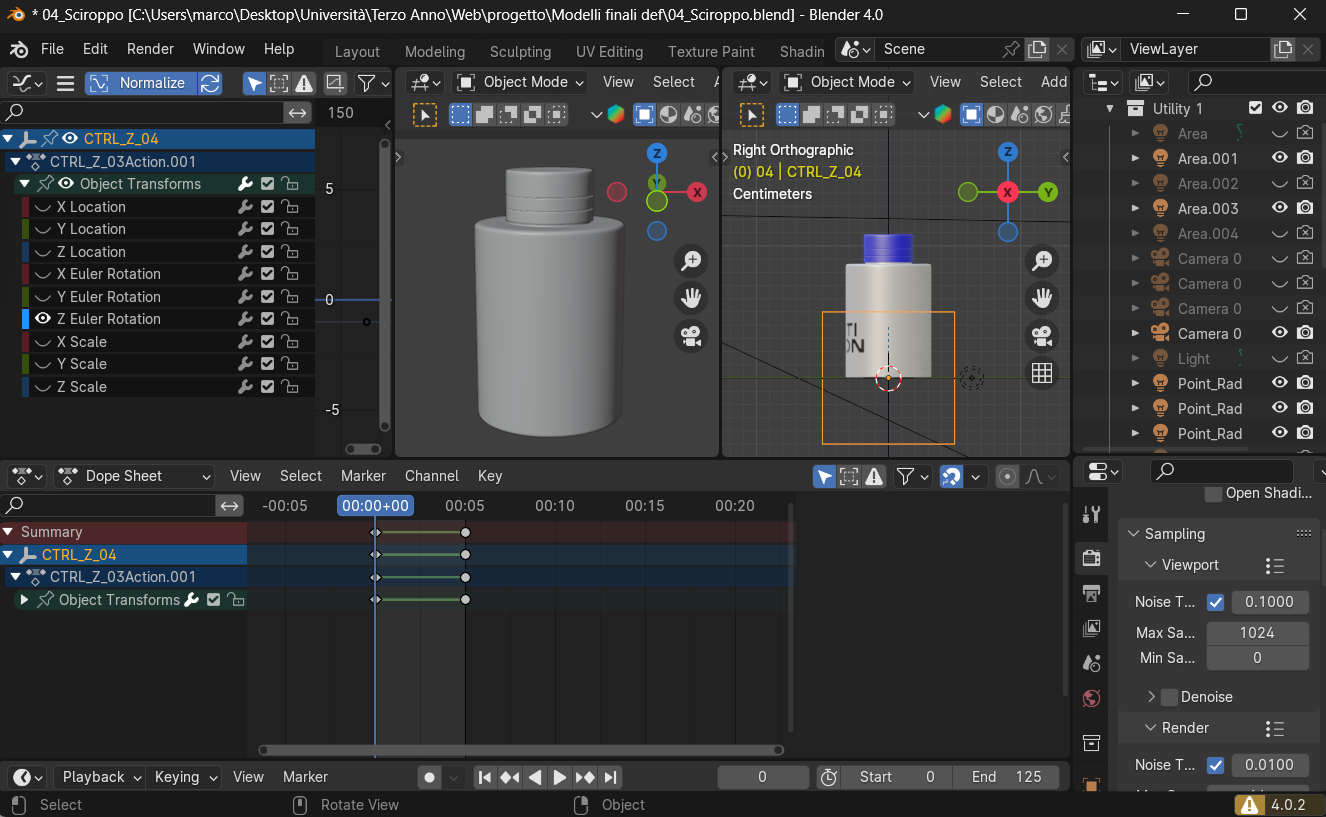 * 04_Sciroppo [C:\Users\marco\Desktop\Università\Terzo Anno\Web\progetto\Modelli finali def\04_Sciroppo.blend] - Blender 4.0
File Edit Render Window Help Layout Modeling Sculpting UV Editing Texture Paint Shadin Scene ViewLayer
Normalize Object Mode View Select Object Mode View Select Add
150
CTRL_Z_04
CTRL_Z_03Action.001
Object Transforms
X Location
Y Location
Z Location
X Euler Rotation
Y Euler Rotation
Z Euler Rotation
X Scale
Y Scale
Z Scale
5
0
-5
Z
Y
X
Right Orthographic
(0) 04 | CTRL_Z_04
Centimeters
Z
X
Y
TI
ON
Utility 1
Area
Area.001
Area.002
Area.003
Area.004
Camera 0
Camera 0
Camera 0
Camera 0
Light
Point_Rad
Point_Rad
Point_Rad
Dope Sheet View Select Marker Channel Key
-00:05 00:00+00 00:05 00:10 00:15 00:20
Summary
CTRL_Z_04
CTRL_Z_03Action.001
Object Transforms
Open Shadi...
Sampling
Viewport
Noise T... 0.1000
Max Sa... 1024
Min Sa... 0
Denoise
Render
Noise T... 0.0100
Playback Keying View Marker 0 Start 0 End 125
Select Rotate View Object 4.0.2